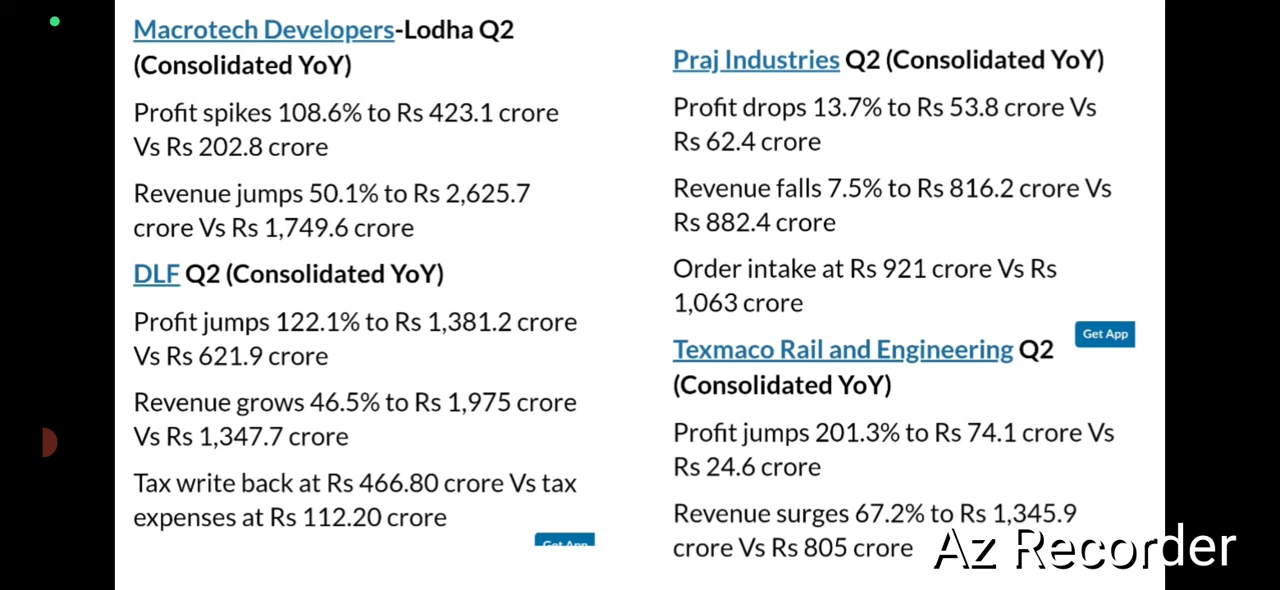 Macrotech Developers-Lodha Q2
(Consolidated YoY)
Profit spikes 108.6% to Rs 423.1 crore
Vs Rs 202.8 crore
Revenue jumps 50.1% to Rs 2,625.7
crore Vs Rs 1,749.6 crore
DLF Q2 (Consolidated YoY)
Profit jumps 122.1% to Rs 1,381.2 crore
Vs Rs 621.9 crore
Revenue grows 46.5% to Rs 1,975 crore
Vs Rs 1,347.7 crore
Tax write back at Rs 466.80 crore Vs tax
expenses at Rs 112.20 crore
Get App
Praj Industries Q2 (Consolidated YoY)
Profit drops 13.7% to Rs 53.8 crore Vs
Rs 62.4 crore
Revenue falls 7.5% to Rs 816.2 crore Vs
Rs 882.4 crore
Order intake at Rs 921 crore Vs Rs
1,063 crore
Get App
Texmaco Rail and Engineering Q2
(Consolidated YoY)
Profit jumps 201.3% to Rs 74.1 crore Vs
Rs 24.6 crore
Revenue surges 67.2% to Rs 1,345.9
crore Vs Rs 805 crore
Az Recorder